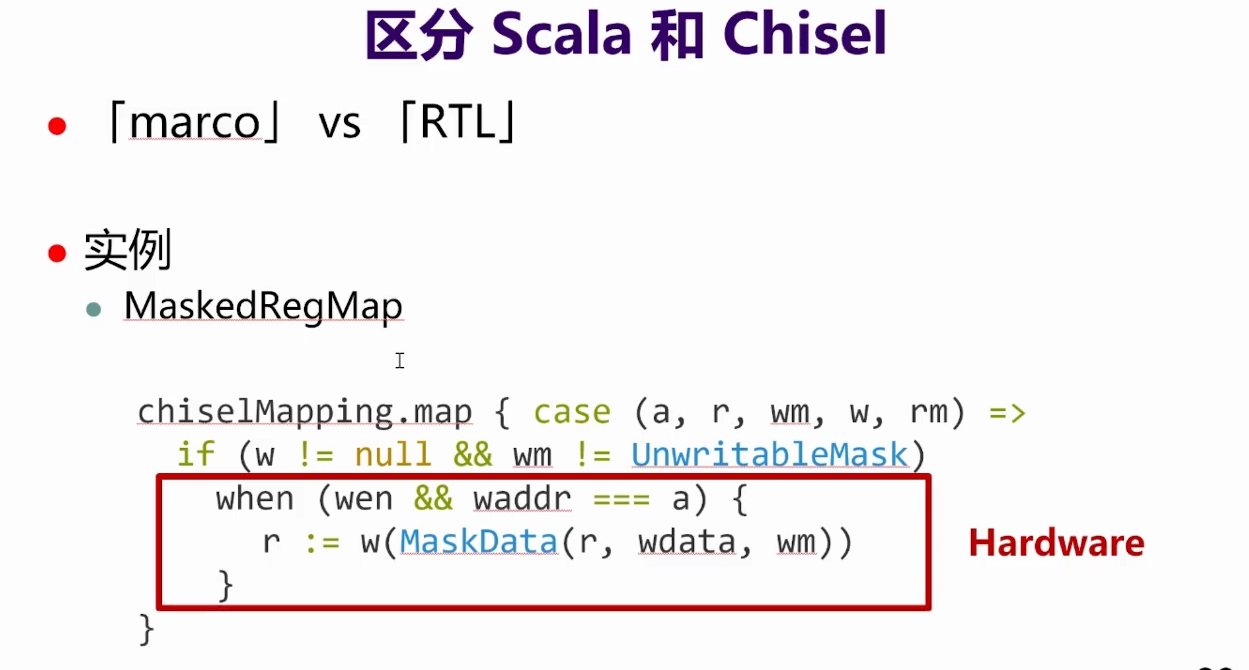 区分 Scala 和 Chisel
「marco」 vs 「RTL」
实例
MaskedRegMap
chiselMapping.map { case (a, r, wm, w, rm) =>
if (w != null && wm != UnwritableMask)
when (wen && waddr === a) {
r := w(MaskData(r, wdata, wm))
}
}
Hardware